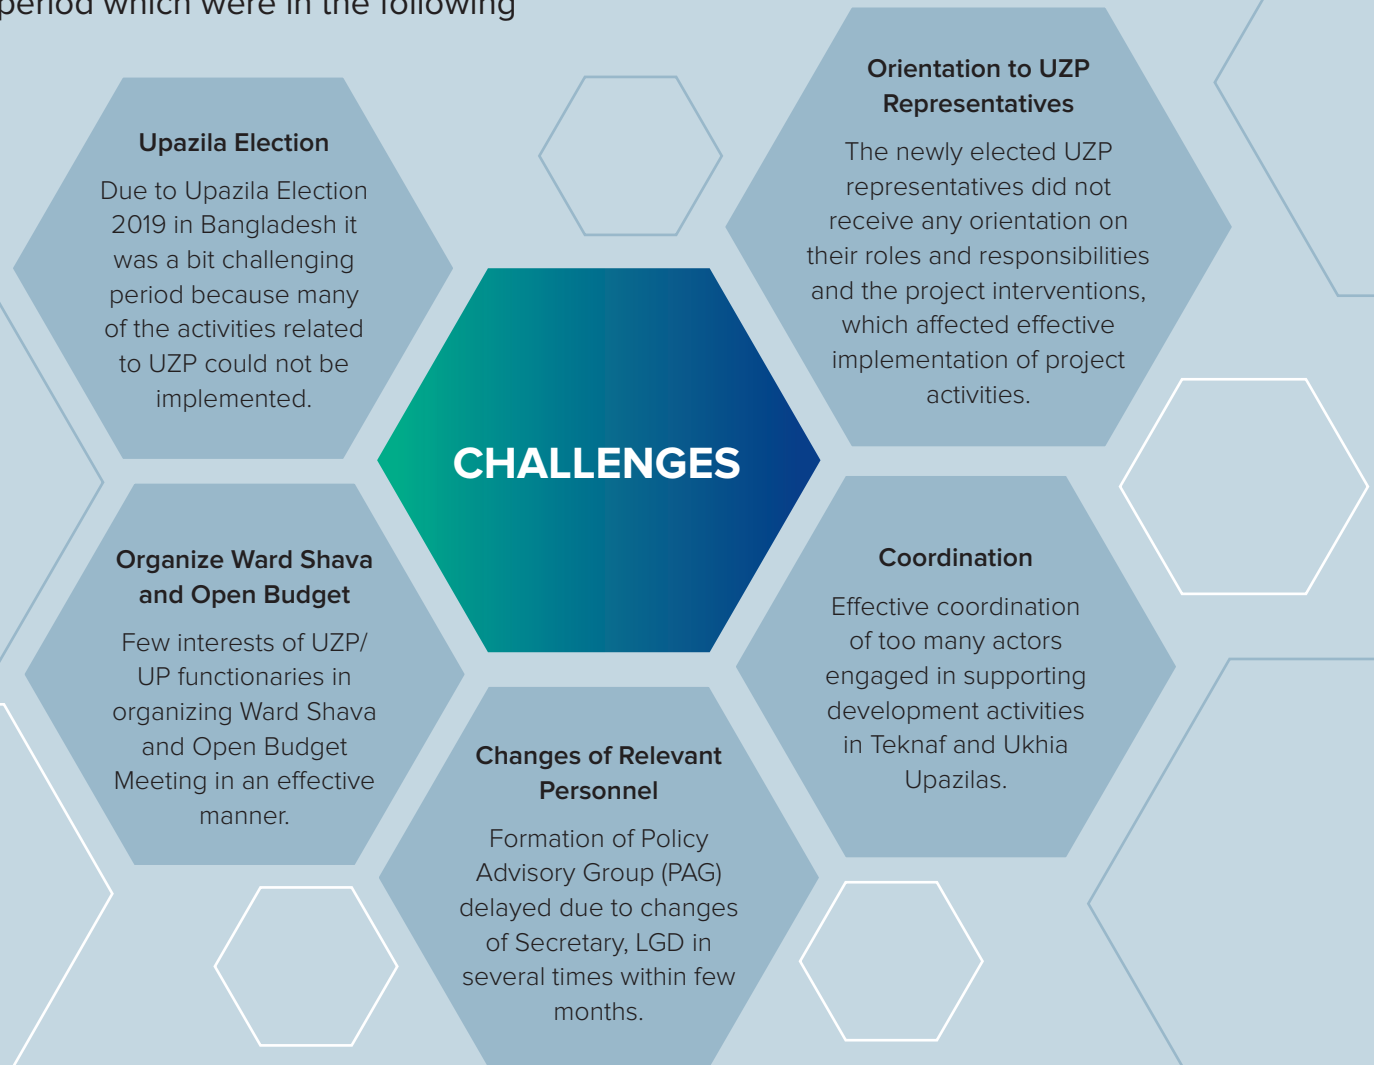 period which were in the following
Upazila Election
Due to Upazila Election
2019 in Bangladesh it
was a bit challenging
period because many
of the activities related
to UZP could not be
implemented.
Orientation to UZP
Representatives
The newly elected UZP
representatives did not
receive any orientation on
their roles and responsibilities
and the project interventions,
which affected effective
implementation of project
activities.
CHALLENGES
Organize Ward Shava
and Open Budget
Few interests of UZP/
UP functionaries in
organizing Ward Shava
and Open Budget
Meeting in an effective
manner.
Coordination
Effective coordination
of too many actors
engaged in supporting
development activities
in Teknaf and Ukhia
Upazilas.
Changes of Relevant
Personnel
Formation of Policy
Advisory Group (PAG)
delayed due to changes
of Secretary, LGD in
several times within few
months.